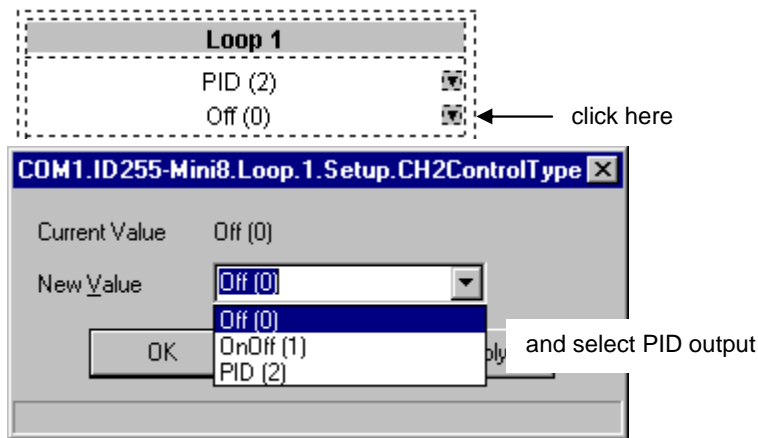 Loop 1
PID (2)
Off (0)
click here
COM1.ID255-Mini8.Loop.1.Setup.CH2ControlType
Current Value Off (0)
New Value Off (0)
Off (0)
OnOff (1)
PID (2)
OK
and select PID output